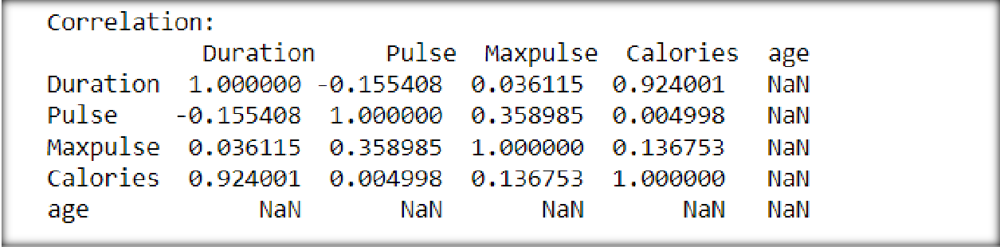 Correlation:
Duration Pulse Maxpulse Calories age
Duration 1.000000 -0.155408 0.036115 0.924001 NaN
Pulse -0.155408 1.000000 0.358985 0.004998 NaN
Maxpulse 0.036115 0.358985 1.000000 0.136753 NaN
Calories 0.924001 0.004998 0.136753 1.000000 NaN
age NaN NaN NaN NaN NaN